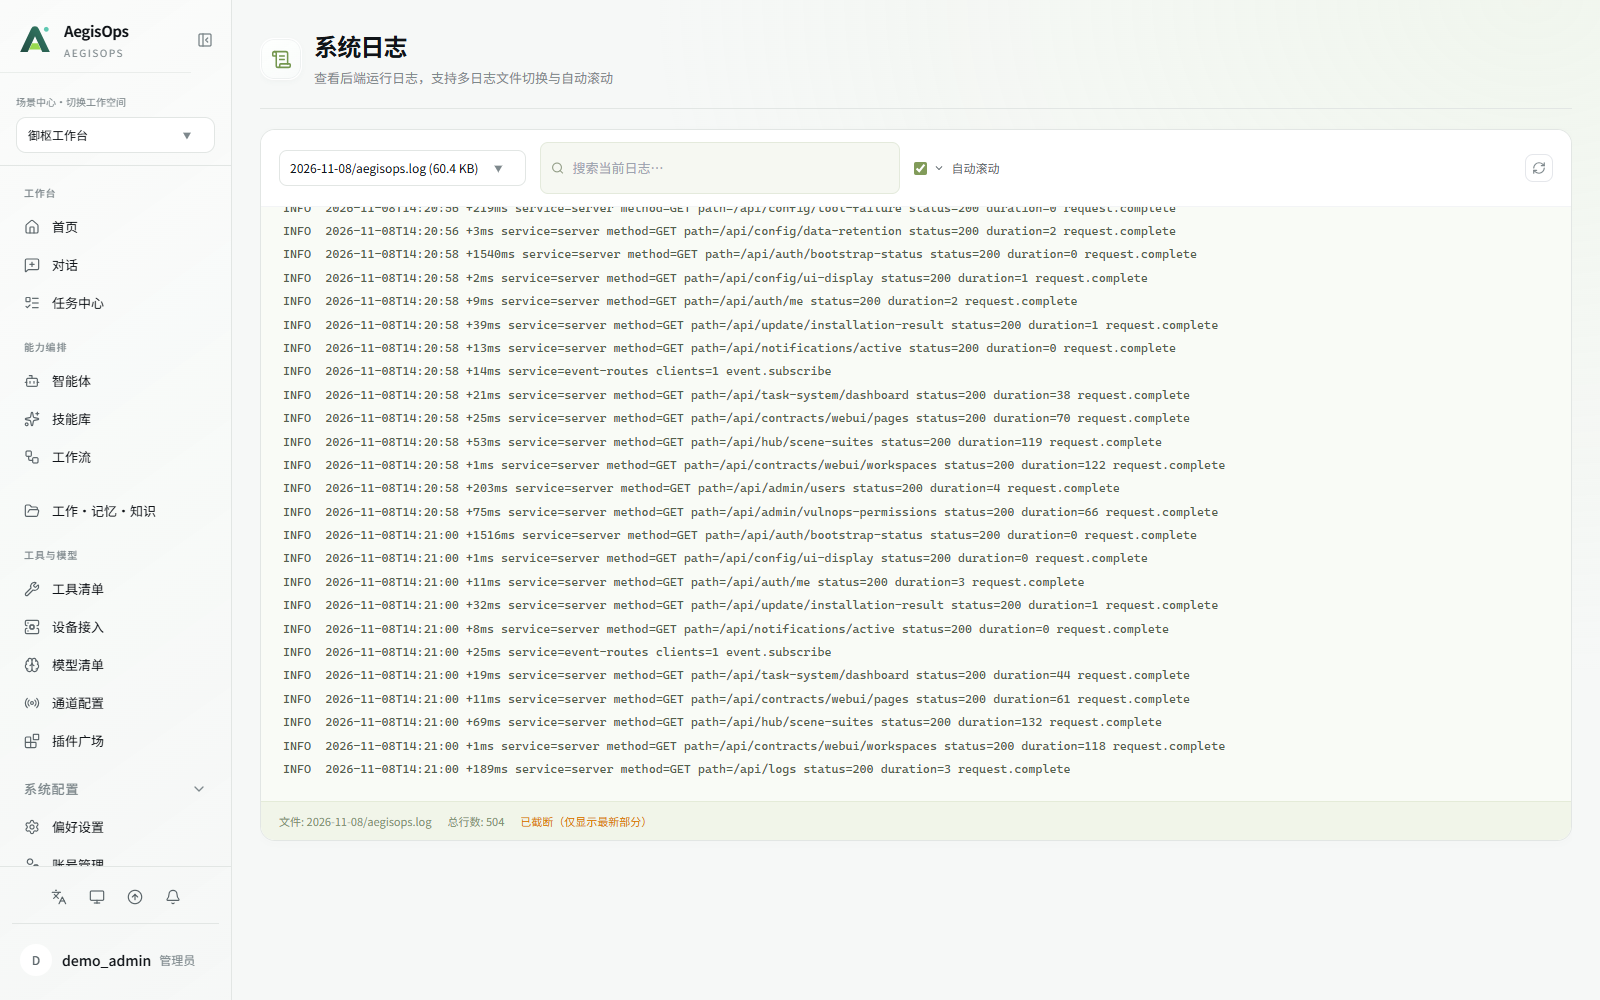 AegisOps
AEGISOPS
场景中心・切换工作空间
御枢工作台 ▼
工作台
首页
对话
任务中心
能力编排
智能体
技能库
工作流
工作・记忆・知识
工具与模型
工具清单
设备接入
模型清单
通道配置
插件广场
系统配置
偏好设置
账号管理
D demo_admin 管理员
系统日志
查看后端运行日志，支持多日志文件切换与自动滚动
2026-11-08/aegisops.log (60.4 KB) ▼
搜索当前日志…
自动滚动
INFO 2026-11-08T14:20:56 +219ms service=server method=GET path=/api/config/loot-failure status=200 duration=0 request.complete
INFO 2026-11-08T14:20:56 +3ms service=server method=GET path=/api/config/data-retention status=200 duration=2 request.complete
INFO 2026-11-08T14:20:58 +1540ms service=server method=GET path=/api/auth/bootstrap-status status=200 duration=0 request.complete
INFO 2026-11-08T14:20:58 +2ms service=server method=GET path=/api/config/ui-display status=200 duration=1 request.complete
INFO 2026-11-08T14:20:58 +9ms service=server method=GET path=/api/auth/me status=200 duration=2 request.complete
INFO 2026-11-08T14:20:58 +39ms service=server method=GET path=/api/update/installation-result status=200 duration=1 request.complete
INFO 2026-11-08T14:20:58 +13ms service=server method=GET path=/api/notifications/active status=200 duration=0 request.complete
INFO 2026-11-08T14:20:58 +14ms service=event-routes clients=1 event.subscribe
INFO 2026-11-08T14:20:58 +21ms service=server method=GET path=/api/task-system/dashboard status=200 duration=38 request.complete
INFO 2026-11-08T14:20:58 +25ms service=server method=GET path=/api/contracts/webui/pages status=200 duration=70 request.complete
INFO 2026-11-08T14:20:58 +53ms service=server method=GET path=/api/hub/scene-suites status=200 duration=119 request.complete
INFO 2026-11-08T14:20:58 +1ms service=server method=GET path=/api/contracts/webui/workspaces status=200 duration=122 request.complete
INFO 2026-11-08T14:20:58 +203ms service=server method=GET path=/api/admin/users status=200 duration=4 request.complete
INFO 2026-11-08T14:20:58 +75ms service=server method=GET path=/api/admin/vulnops-permissions status=200 duration=66 request.complete
INFO 2026-11-08T14:21:00 +1516ms service=server method=GET path=/api/auth/bootstrap-status status=200 duration=0 request.complete
INFO 2026-11-08T14:21:00 +1ms service=server method=GET path=/api/config/ui-display status=200 duration=0 request.complete
INFO 2026-11-08T14:21:00 +11ms service=server method=GET path=/api/auth/me status=200 duration=3 request.complete
INFO 2026-11-08T14:21:00 +32ms service=server method=GET path=/api/update/installation-result status=200 duration=1 request.complete
INFO 2026-11-08T14:21:00 +8ms service=server method=GET path=/api/notifications/active status=200 duration=0 request.complete
INFO 2026-11-08T14:21:00 +25ms service=event-routes clients=1 event.subscribe
INFO 2026-11-08T14:21:00 +19ms service=server method=GET path=/api/task-system/dashboard status=200 duration=44 request.complete
INFO 2026-11-08T14:21:00 +11ms service=server method=GET path=/api/contracts/webui/pages status=200 duration=61 request.complete
INFO 2026-11-08T14:21:00 +69ms service=server method=GET path=/api/hub/scene-suites status=200 duration=132 request.complete
INFO 2026-11-08T14:21:00 +1ms service=server method=GET path=/api/contracts/webui/workspaces status=200 duration=118 request.complete
INFO 2026-11-08T14:21:00 +189ms service=server method=GET path=/api/logs status=200 duration=3 request.complete
文件: 2026-11-08/aegisops.log 总行数: 504 已截断（仅显示最新部分）